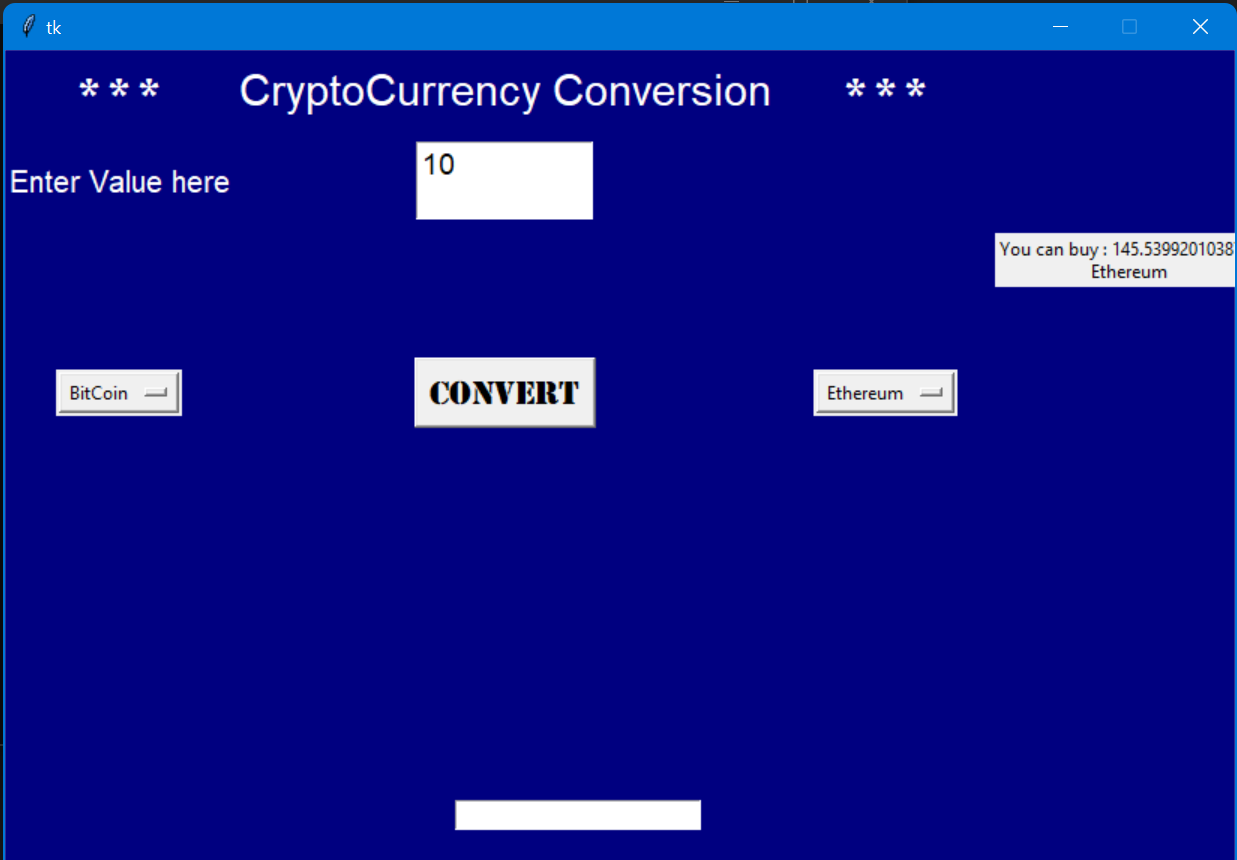 tk
* * * CryptoCurrency Conversion * * *
Enter Value here
10
You can buy : 145.5399201038
Ethereum
BitCoin
CONVERT
Ethereum